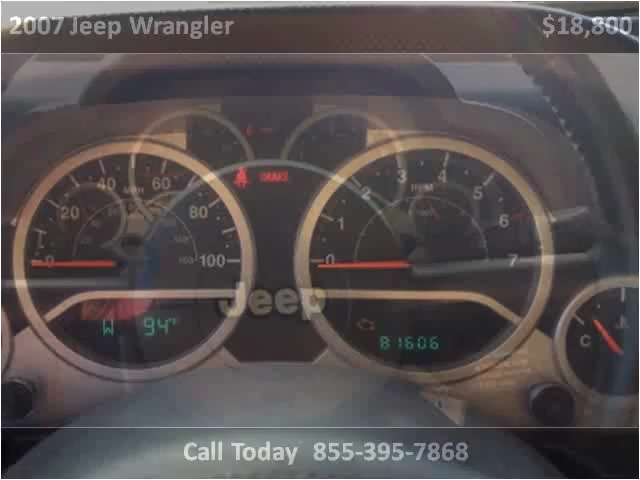 2007 Jeep Wrangler $18,800
MPH
20 40 60 80 100
0
BRAKE
RPM
0 1 2 3 4 5 6 7
Jeep
W 94°
81606
C
Call Today 855-395-7868